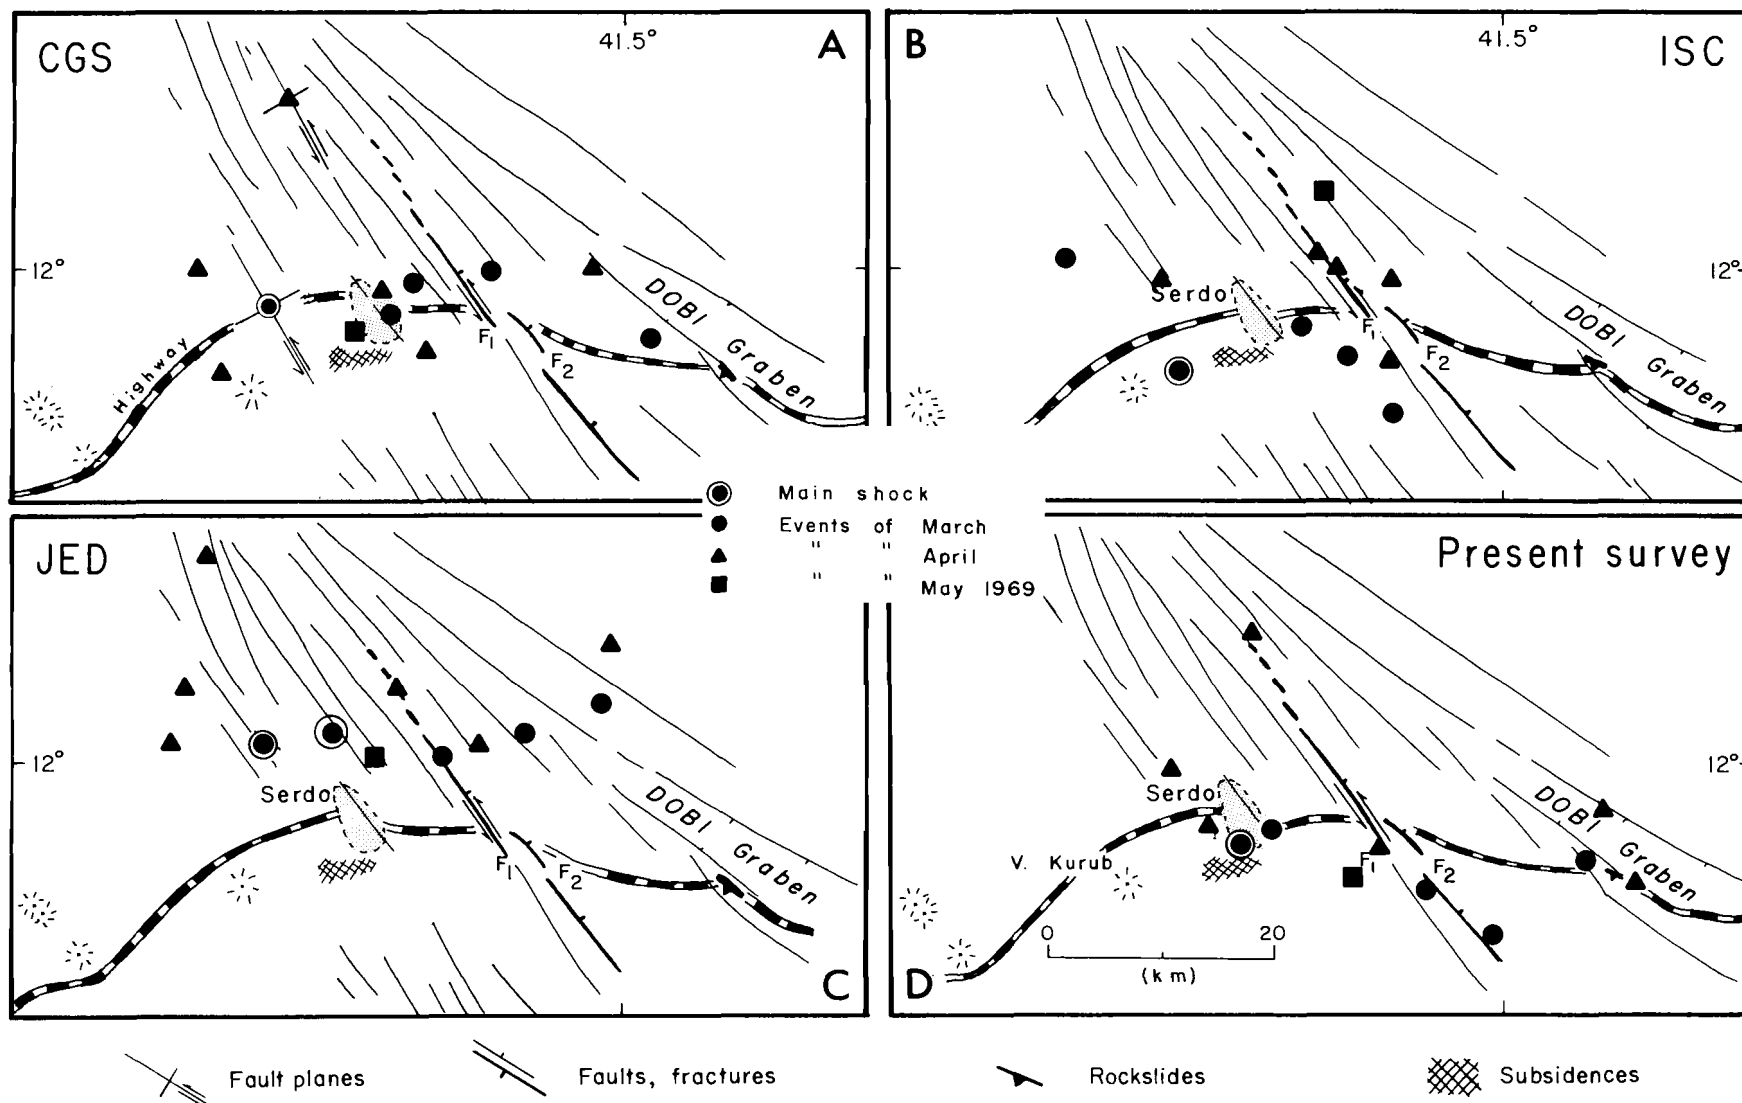 CGS
41.5°
A
12°
Highway
F1
F2
DOBI
Graben
B
41.5°
ISC
12°
Serdo
F1
F2
DOBI
Graben
Main shock
Events of March
" " April
" " May 1969
JED
12°
Serdo
F1
F2
DOBI
Graben
C
Present survey
12°
Serdo
V. Kurub
F1
F2
DOBI
Graben
0 20
(km)
D
Fault planes
Faults, fractures
Rockslides
Subsidences